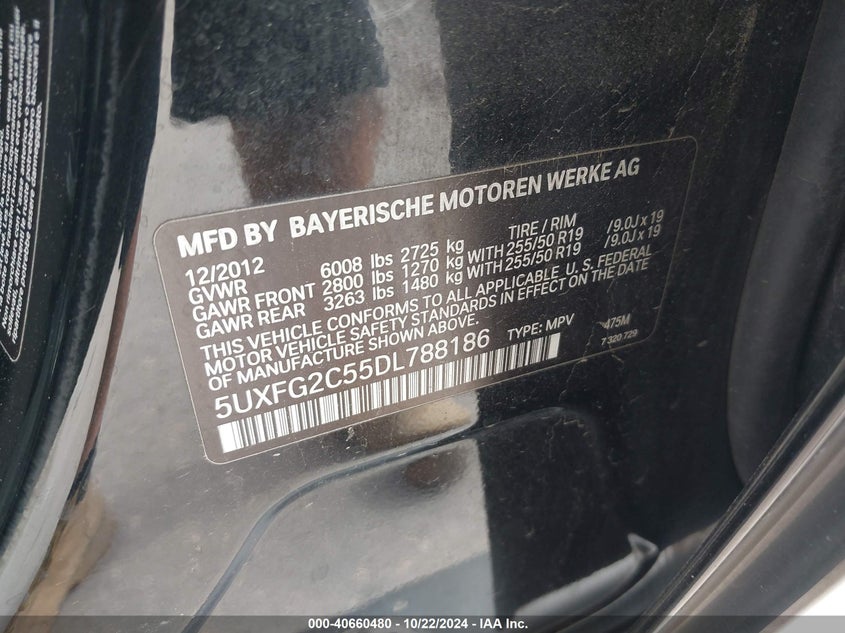 MFD BY BAYERISCHE MOTOREN WERKE AG
12/2012 TIRE / RIM
GVWR 6008 lbs 2725 kg
GAWR FRONT 2800 lbs 1270 kg WITH 255/50 R19 /9.0J x 19
GAWR REAR 3263 lbs 1480 kg WITH 255/50 R19 /9.0J x 19
THIS VEHICLE CONFORMS TO ALL APPLICABLE U. S. FEDERAL
MOTOR VEHICLE SAFETY STANDARDS IN EFFECT ON THE DATE
OF MANUFACTURE SHOWN ABOVE.
5UXFG2C55DL788186 TYPE: MPV 475M
7 320 729
000-40660480 - 10/22/2024 - IAAI.COM